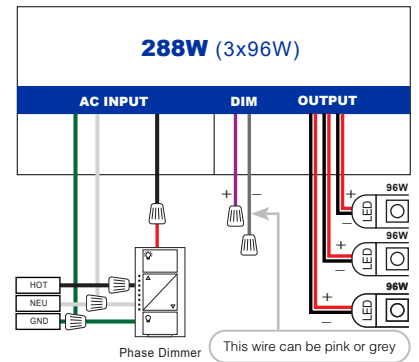 288W (3x96W)
AC INPUT DIM OUTPUT
+ −
+
−
96W
LED
+
−
96W
LED
+
−
96W
LED
HOT
NEU
GND
Phase Dimmer
This wire can be pink or grey